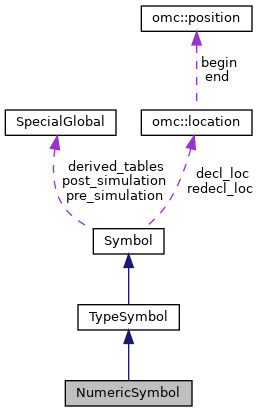 omc::position
begin
end
SpecialGlobal
omc::location
derived_tables
post_simulation
pre_simulation
decl_loc
redecl_loc
Symbol
TypeSymbol
NumericSymbol